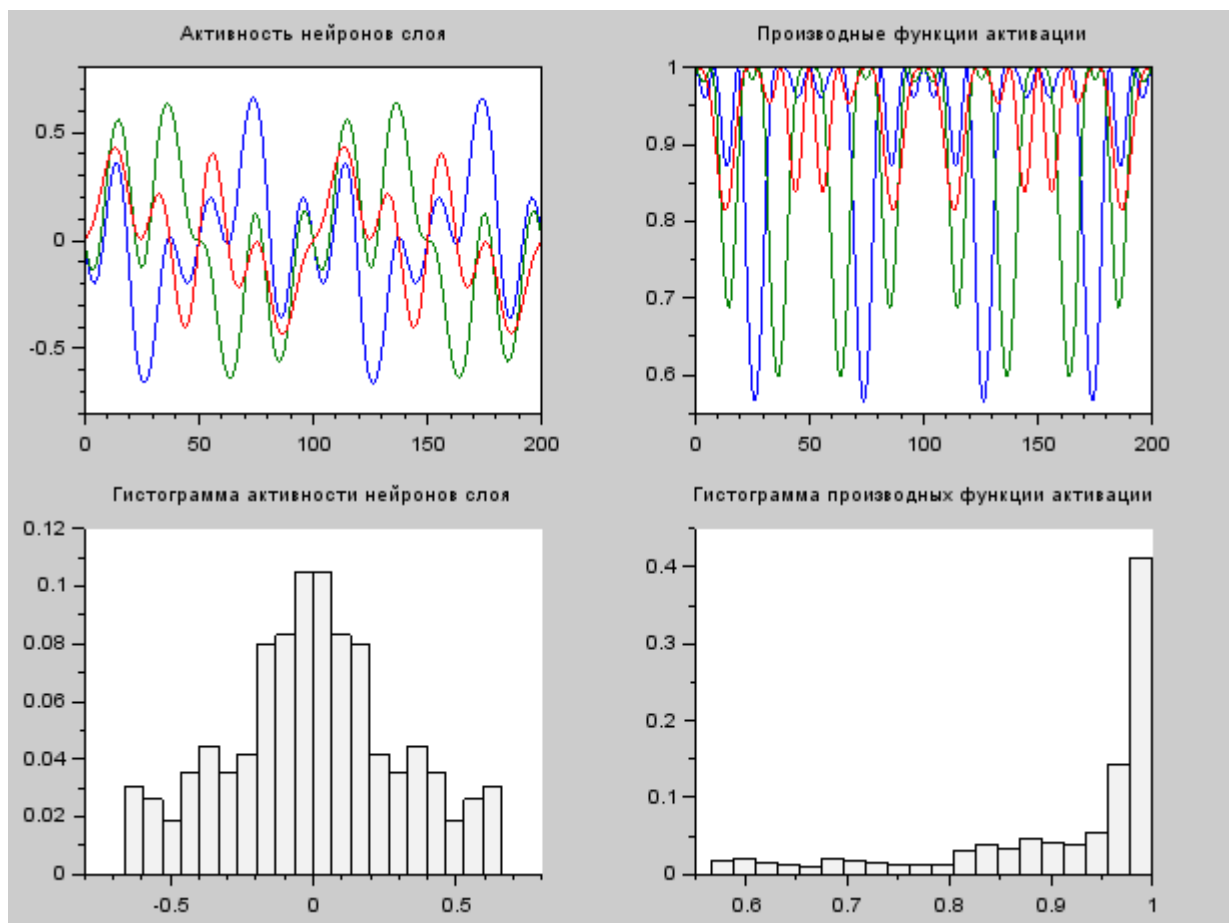 Активность нейронов слоя
0.5
0
-0.5
0 50 100 150 200
Производные функции активации
1
0.9
0.8
0.7
0.6
0 50 100 150 200
Гистограмма активности нейронов слоя
0.12
0.1
0.08
0.06
0.04
0.02
0
-0.5 0 0.5
Гистограмма производных функции активации
0.4
0.3
0.2
0.1
0
0.6 0.7 0.8 0.9 1